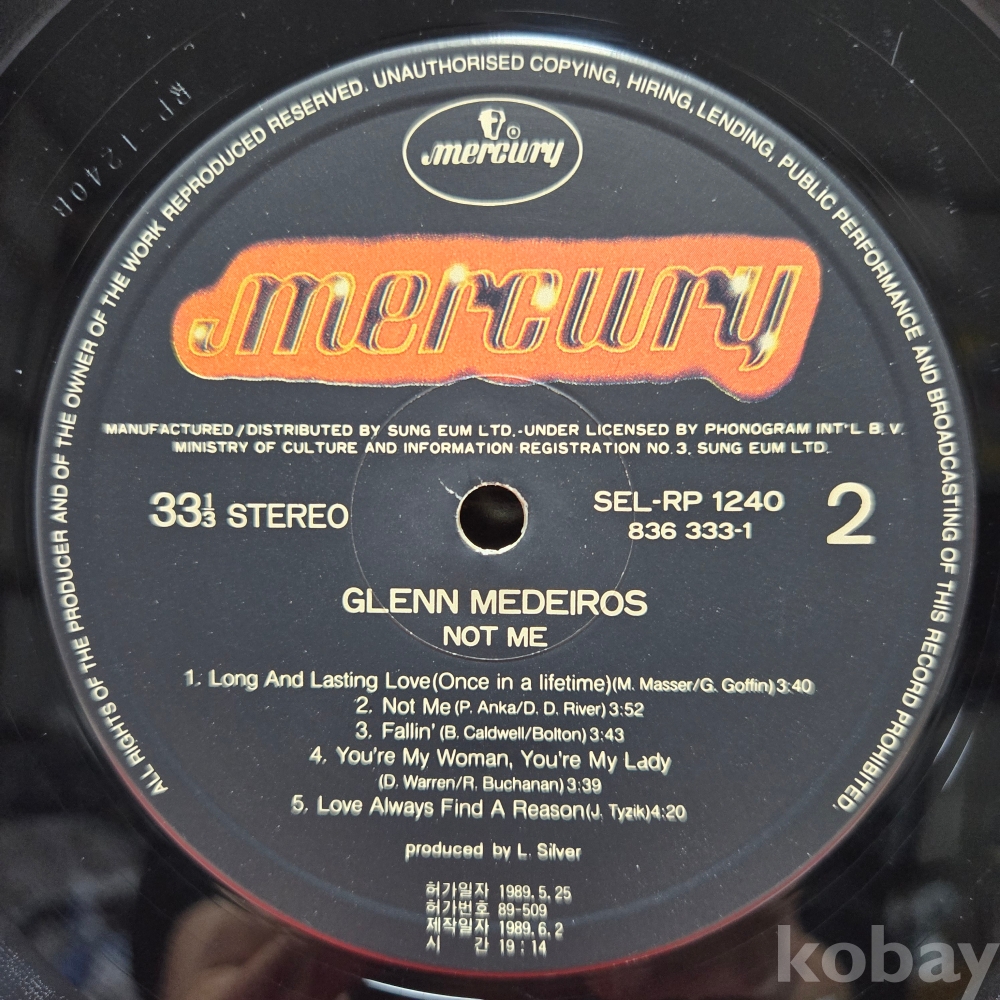 ALL RIGHTS OF THE PRODUCER AND OF THE OWNER OF THE WORK REPRODUCED RESERVED. UNAUTHORISED COPYING, HIRING, LENDING, PUBLIC PERFORMANCE AND BROADCASTING OF THIS RECORD PROHIBITED.
RP-1240B
mercury ®
mercury
MANUFACTURED/DISTRIBUTED BY SUNG EUM LTD.-UNDER LICENSED BY PHONOGRAM INT'L B.V.
MINISTRY OF CULTURE AND INFORMATION REGISTRATION NO.3, SUNG EUM LTD.
33⅓ STEREO
SEL-RP 1240
836 333-1
2
GLENN MEDEIROS
NOT ME
1. Long And Lasting Love(Once in a lifetime)(M. Masser/G. Goffin)3:40
2. Not Me(P. Anka/D. D. River)3:52
3. Fallin'(B. Caldwell/Bolton)3:43
4. You're My Woman, You're My Lady
(D. Warren/R. Buchanan)3:39
5. Love Always Find A Reason(J. Tyzik)4:20
produced by L. Silver
허가일자 1989. 5. 25
허가번호 89-509
제작일자 1989. 6. 2
시 간 19 : 14
kobay